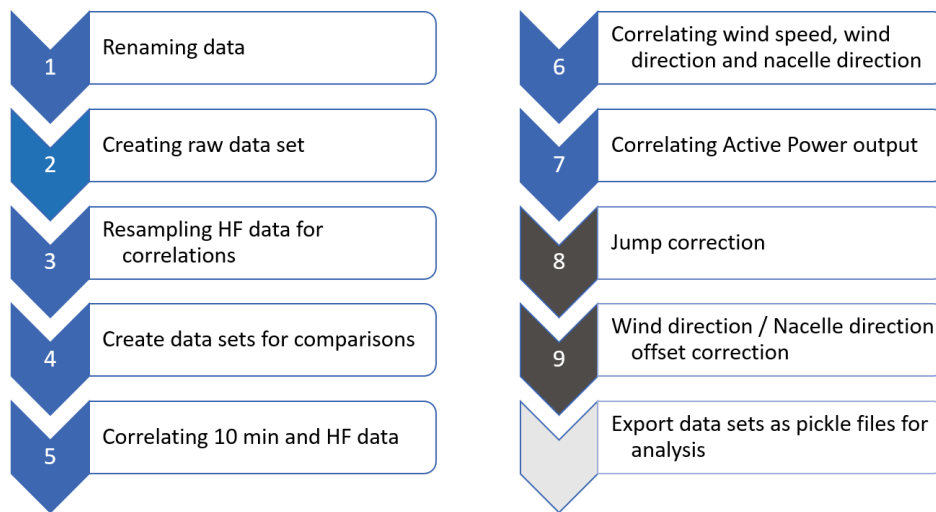 1
Renaming data
2
Creating raw data set
3
Resampling HF data for
correlations
4
Create data sets for comparisons
5
Correlating 10 min and HF data
6
Correlating wind speed, wind
direction and nacelle direction
7
Correlating Active Power output
8
Jump correction
9
Wind direction / Nacelle direction
offset correction
Export data sets as pickle files for
analysis